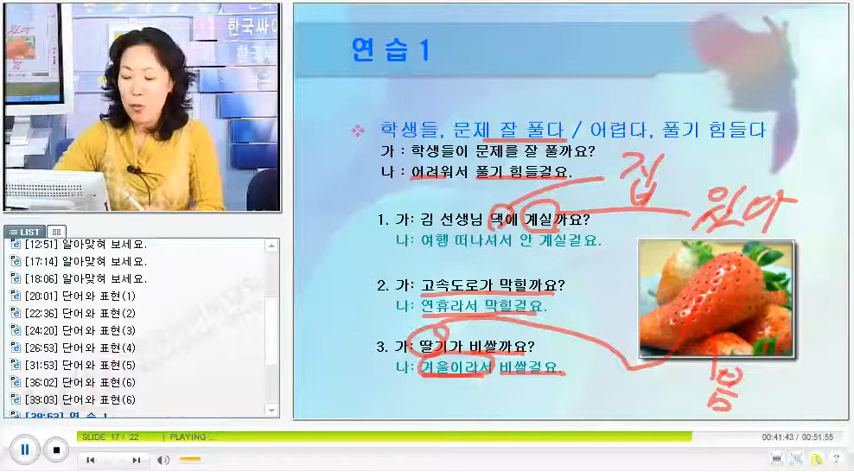 한국싸이
연 습 1
학생들, 문제 잘 풀다 / 어렵다, 풀기 힘들다
가 : 학생들이 문제를 잘 풀까요?
나 : 어려워서 풀기 힘들걸요.
집
있다
1. 가: 김 선생님 댁에 계실까요?
나: 여행 떠나셔서 안 계실걸요.
2. 가: 고속도로가 막힐까요?
나: 연휴라서 막힐걸요.
3. 가: 딸기가 비쌀까요?
나: 겨울이라서 비쌀걸요.
봄
LIST
[12:51] 알아맞혀 보세요.
[17:14] 알아맞혀 보세요.
[18:06] 알아맞혀 보세요.
[20:01] 단어와 표현(1)
[22:36] 단어와 표현(2)
[24:20] 단어와 표현(3)
[26:53] 단어와 표현(4)
[31:53] 단어와 표현(5)
[36:02] 단어와 표현(6)
[39:03] 단어와 표현(6)
[39:53] 연 습 1
SLIDE 17 / 22 | PLAYING ...
00:41:43 / 00:51:55